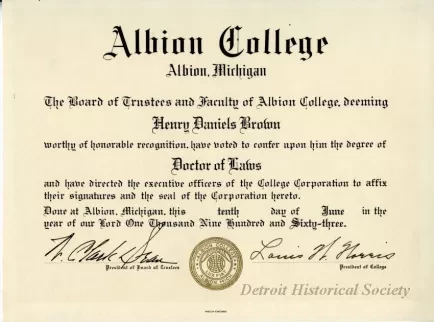 Albion College
Albion, Michigan
The Board of Trustees and Faculty of Albion College, deeming
Henry Daniels Brown
worthy of honorable recognition, have voted to confer upon him the degree of
Doctor of Laws
and have directed the executive officers of the College Corporation to affix
their signatures and the seal of the Corporation hereto.
Done at Albion, Michigan, this tenth day of June in the
year of our Lord One Thousand Nine Hundred and Sixty-three.
Louis W. Norris
President of Board of Trustees
President of College
ALBION COLLEGE
Detroit Historical Society